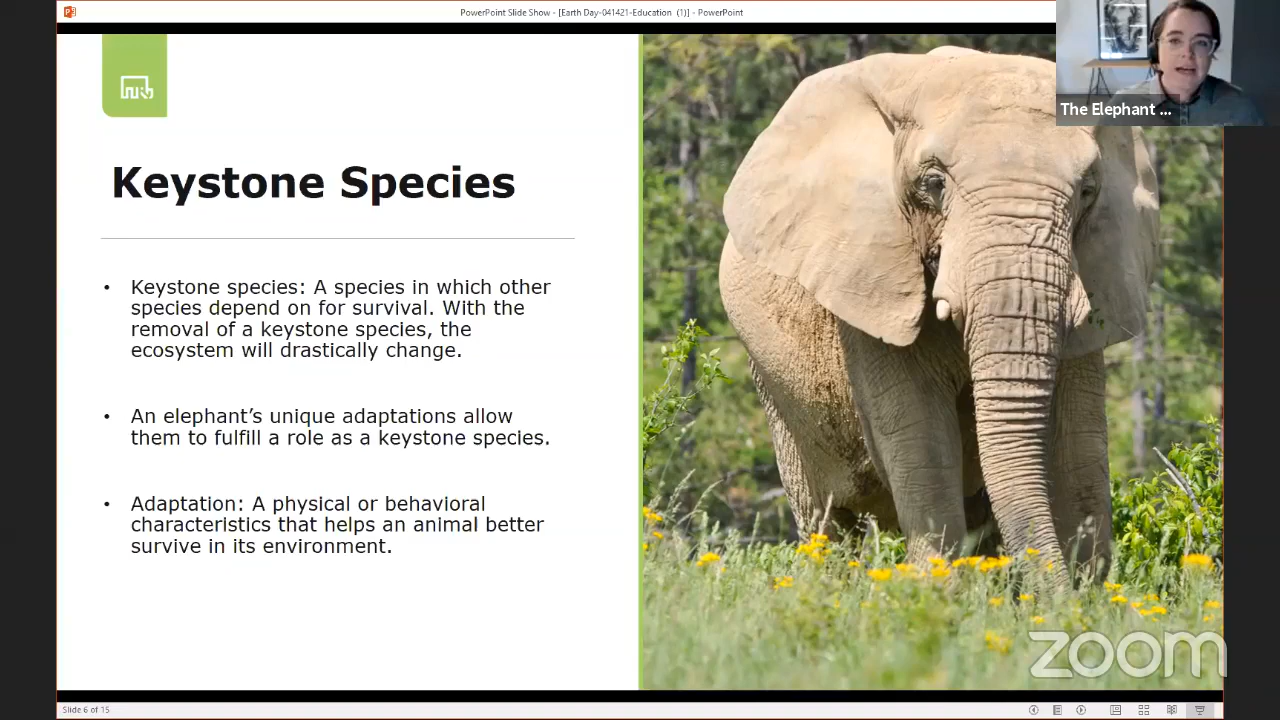 PowerPoint Slide Show - [Earth Day-041421-Education (1)] - PowerPoint
The Elephant ...
Keystone Species
• Keystone species: A species in which other
species depend on for survival. With the
removal of a keystone species, the
ecosystem will drastically change.
• An elephant’s unique adaptations allow
them to fulfill a role as a keystone species.
• Adaptation: A physical or behavioral
characteristics that helps an animal better
survive in its environment.
zoom
Slide 6 of 15